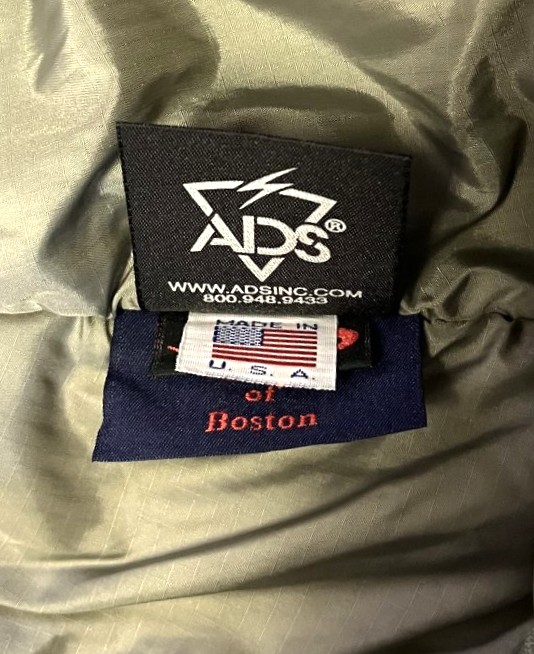 ADS®
WWW.ADSINC.COM
800.948.9433
MADE IN
U. S. A.
of
Boston